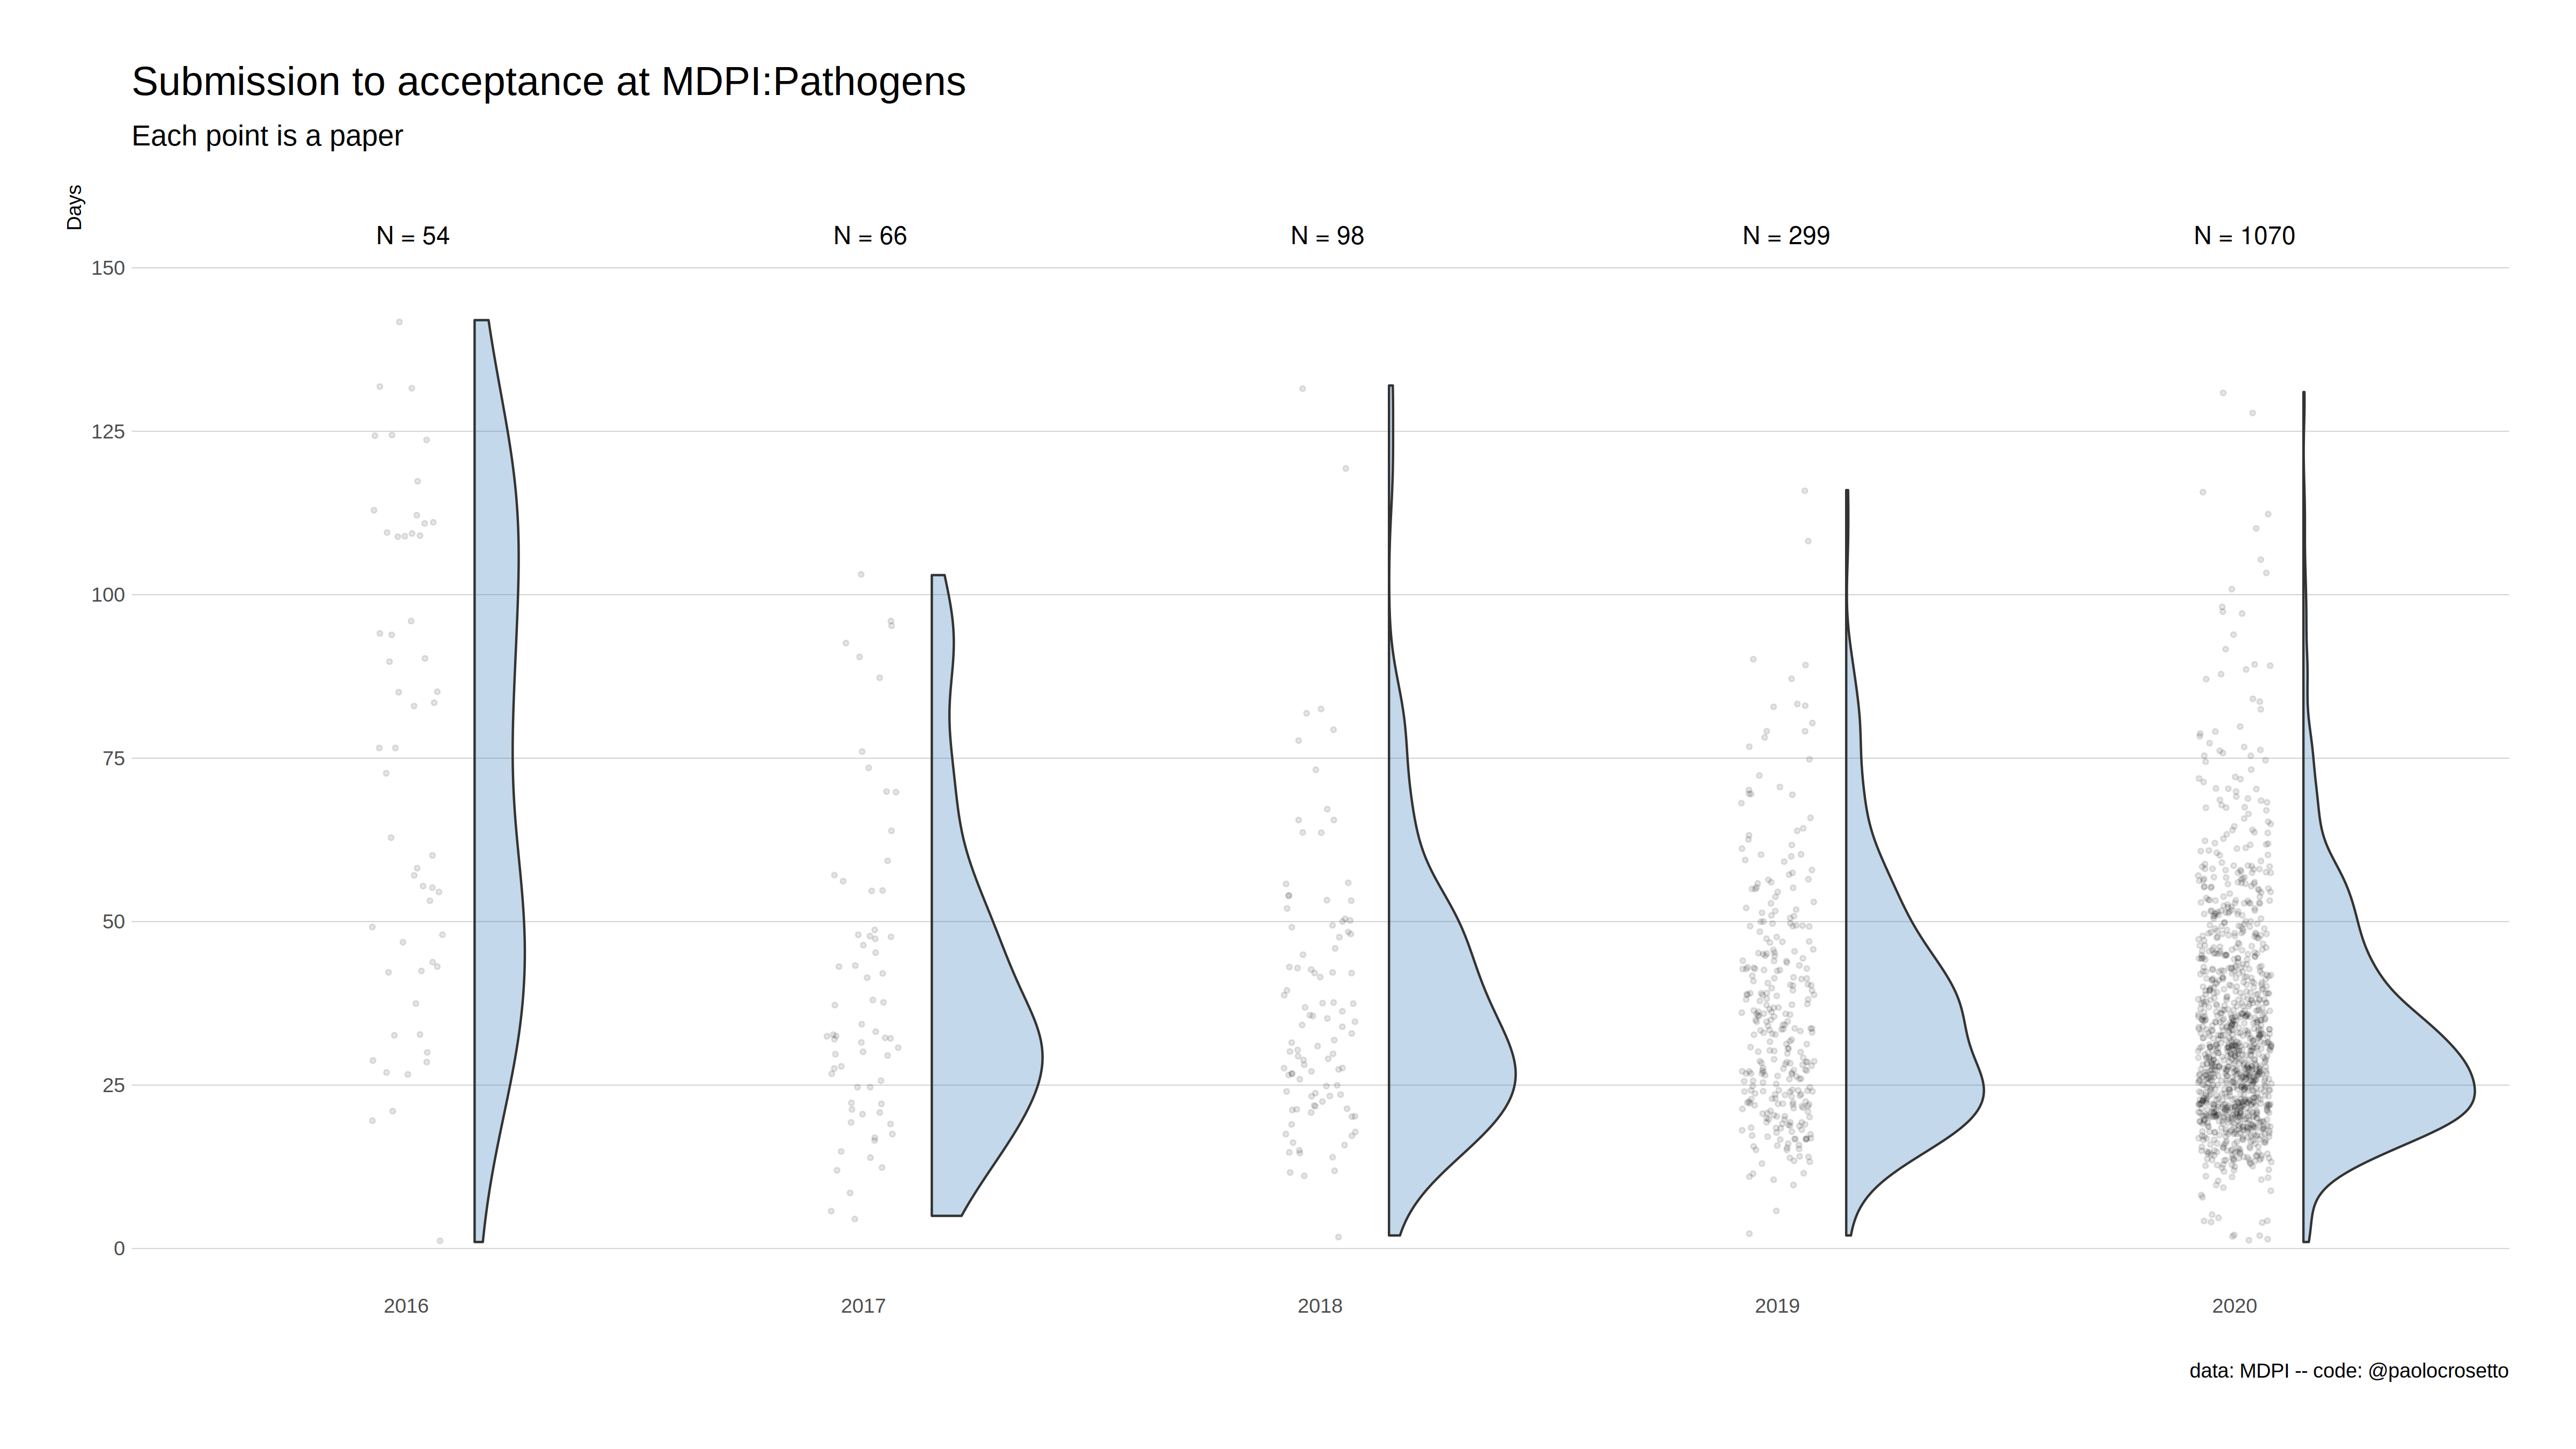 Submission to acceptance at MDPI:Pathogens
Each point is a paper
Days
N = 54
N = 66
N = 98
N = 299
N = 1070
150
125
100
75
50
25
0
2016
2017
2018
2019
2020
data: MDPI -- code: @paolocrosetto